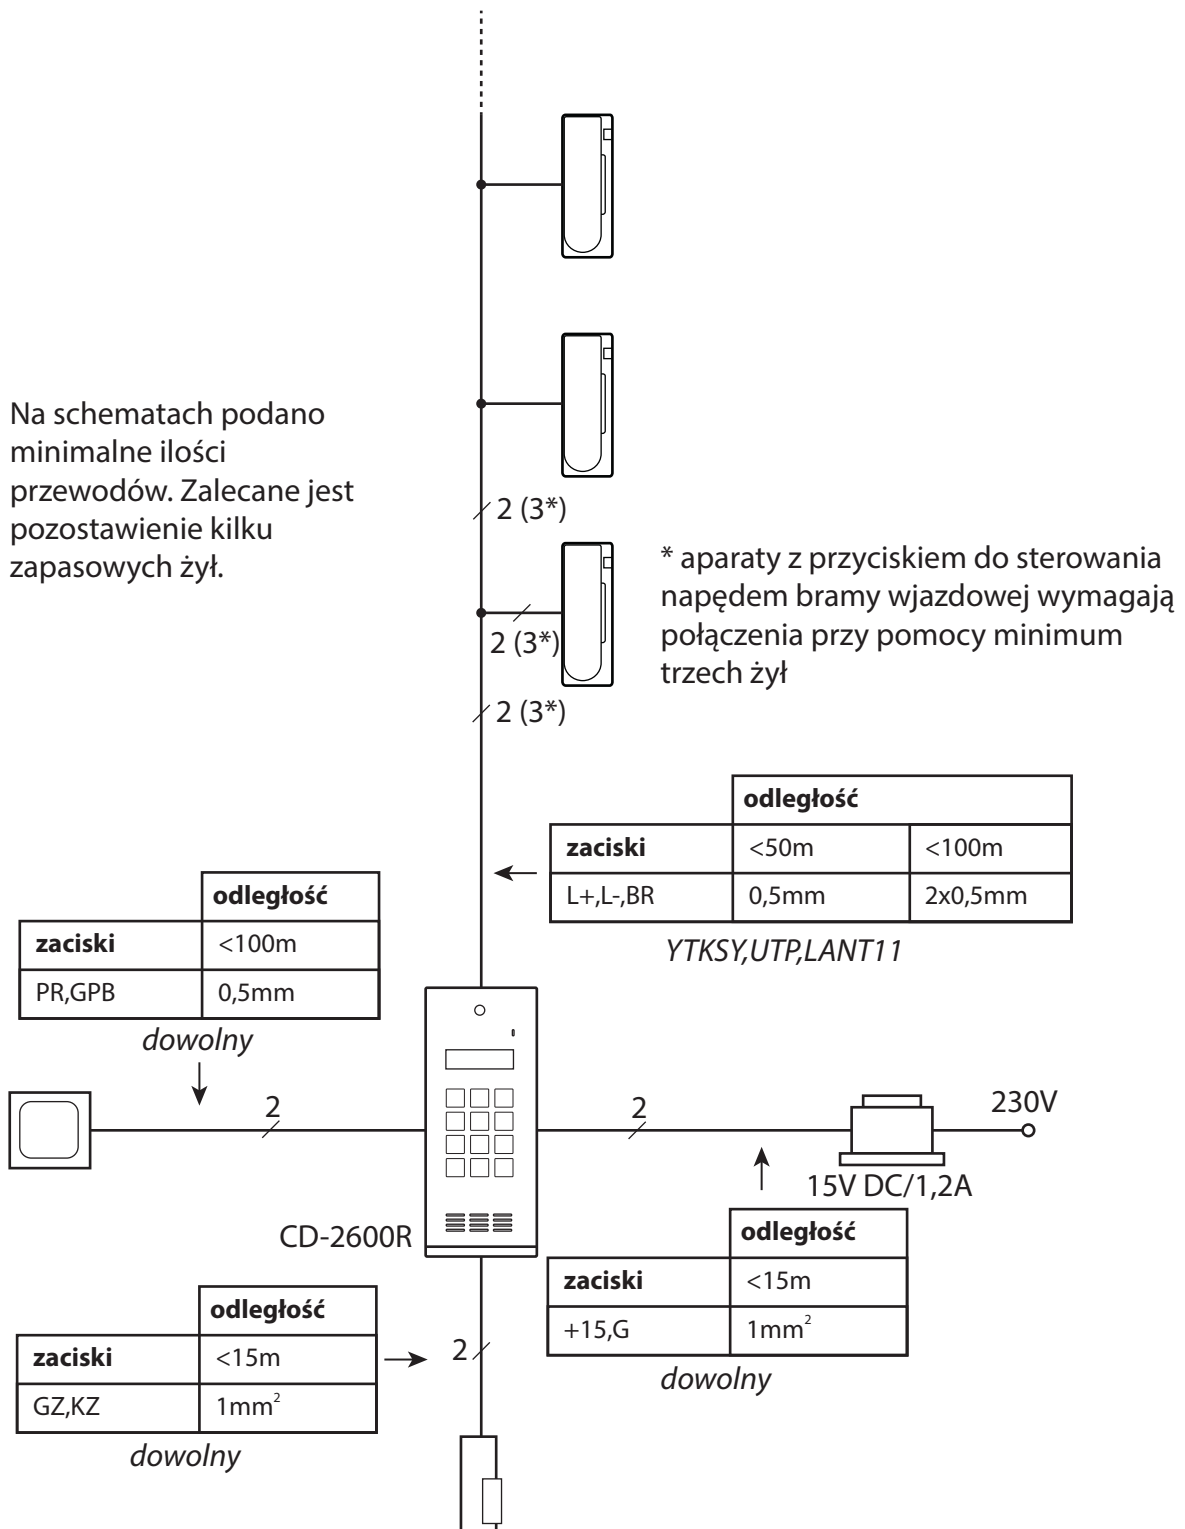 Na schematach podano
minimalne ilości
przewodów. Zalecane jest
pozostawienie kilku
zapasowych żył.
2 (3*)
* aparaty z przyciskiem do sterowania
napędem bramy wjazdowej wymagają
połączenia przy pomocy minimum
trzech żył
2 (3*)
2 (3*)
odległość
zaciski <50m <100m
L+,L-,BR 0,5mm 2x0,5mm
YTKSY,UTP,LANT11
odległość
zaciski <100m
PR,GPB 0,5mm
dowolny
2
2
230V
15V DC/1,2A
CD-2600R
odległość
zaciski <15m
+15,G 1mm²
dowolny
odległość
zaciski <15m
GZ,KZ 1mm²
dowolny
2